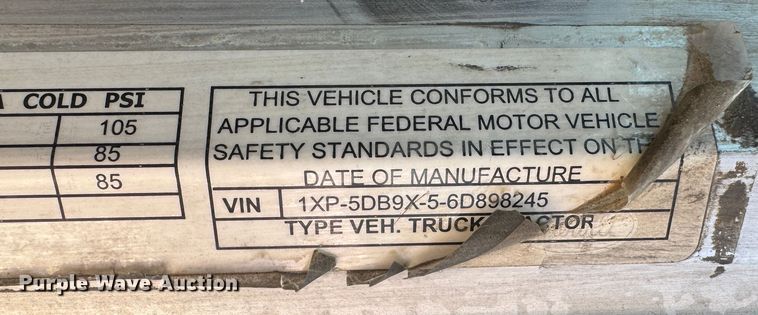 A COLD PSI
105
85
85
THIS VEHICLE CONFORMS TO ALL
APPLICABLE FEDERAL MOTOR VEHICLE
SAFETY STANDARDS IN EFFECT ON TH
DATE OF MANUFACTURE
VIN 1XP-5DB9X-5-6D898245
TYPE VEH. TRUCK CTOR
Purple Wave Auction